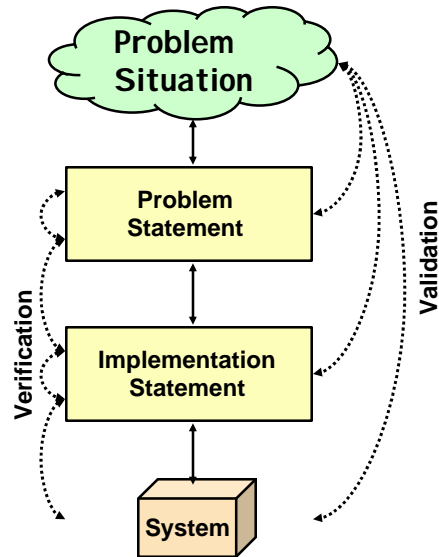 Problem
Situation
Problem
Statement
Validation
Verification
Implementation
Statement
System